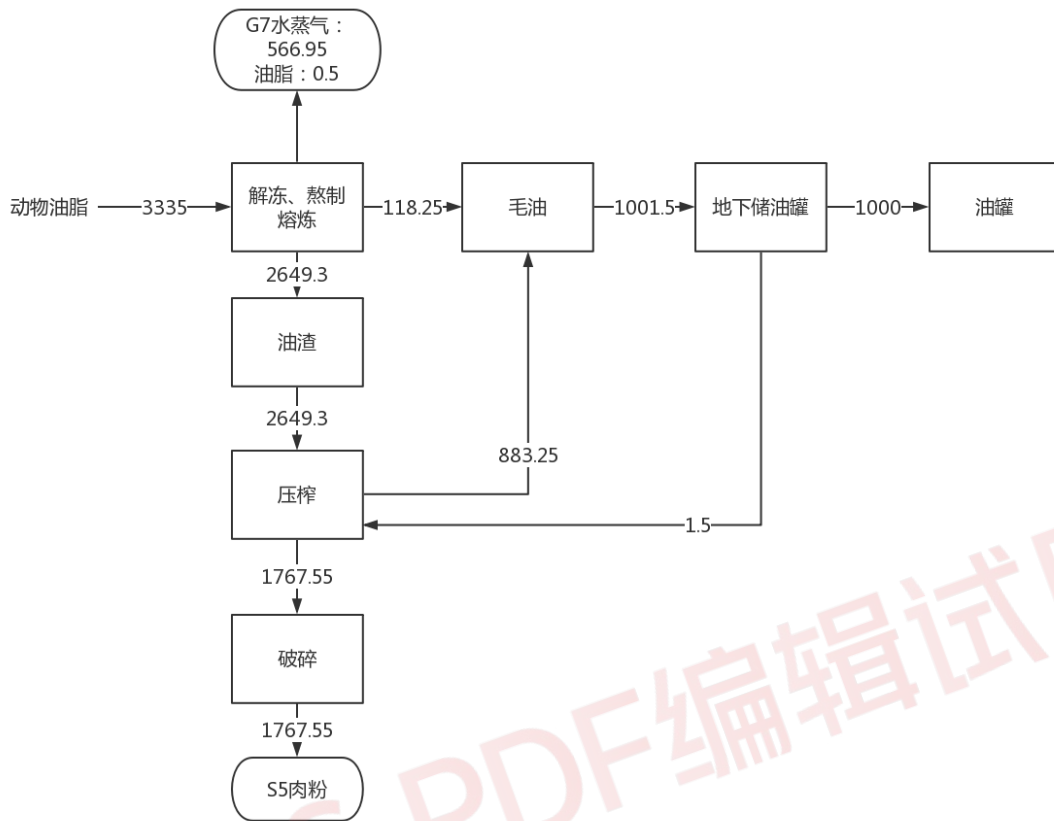 G7水蒸气：
566.95
油脂：0.5
动物油脂
3335
解冻、熬制
熔炼
118.25
毛油
1001.5
地下储油罐
1000
油罐
2649.3
油渣
2649.3
883.25
压榨
1.5
1767.55
破碎
1767.55
S5肉粉
PDF编辑试